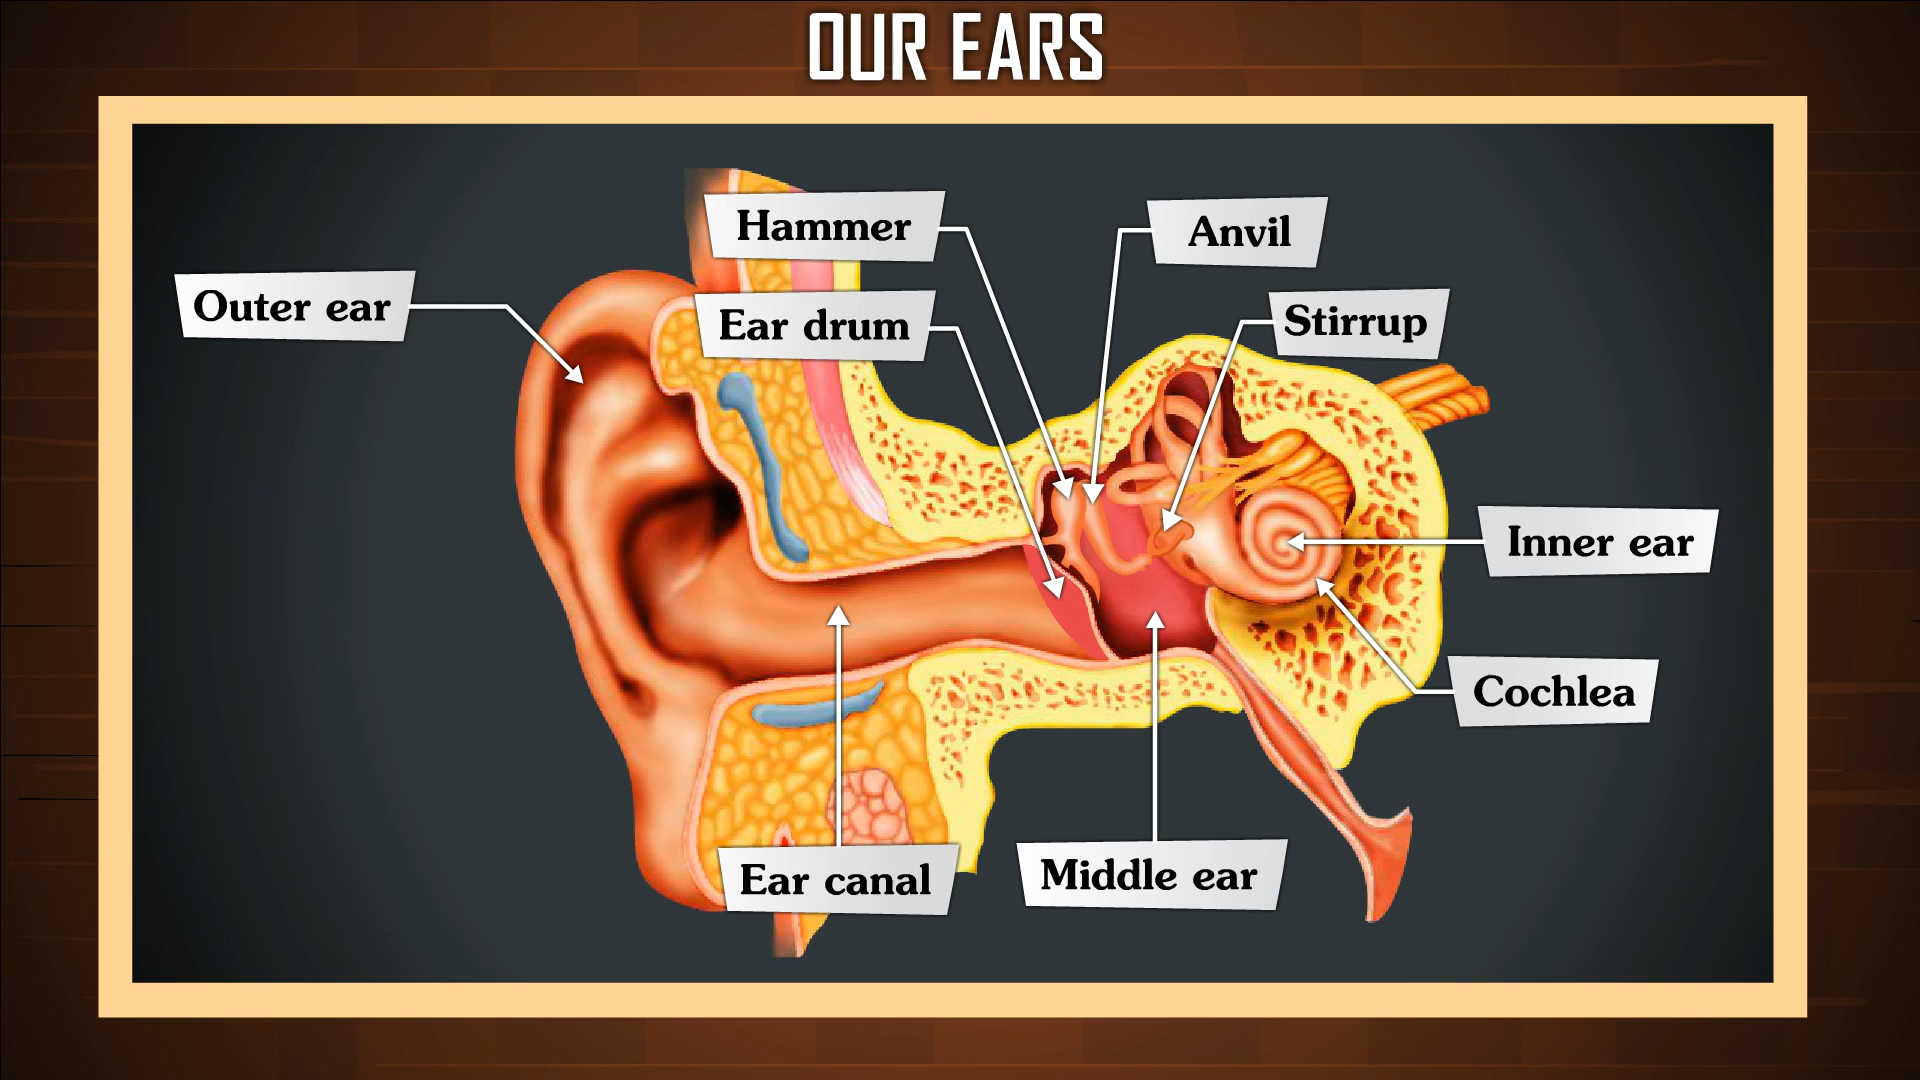 OUR EARS
Hammer
Anvil
Outer ear
Ear drum
Stirrup
Inner ear
Cochlea
Ear canal
Middle ear